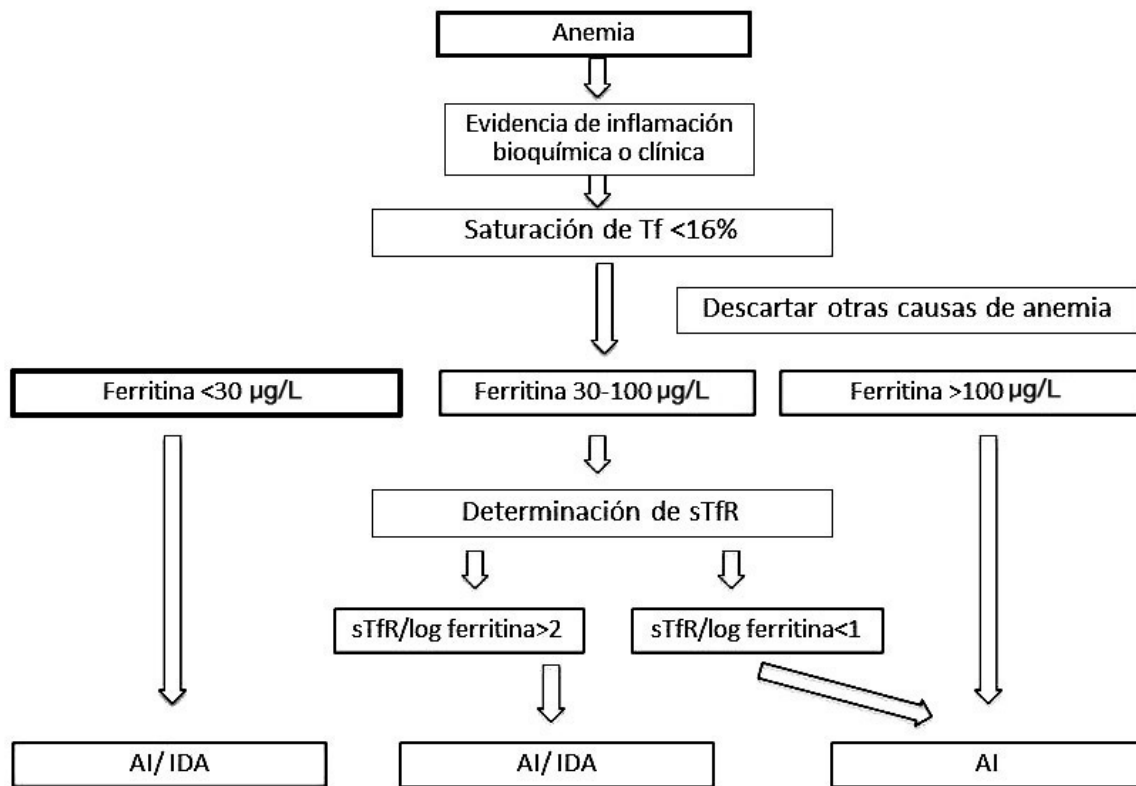 Anemia
Evidencia de inflamación
bioquímica o clínica
Saturación de Tf <16%
Descartar otras causas de anemia
Ferritina <30 µg/L
Ferritina 30-100 µg/L
Ferritina >100 µg/L
Determinación de sTfR
sTfR/log ferritina>2
sTfR/log ferritina<1
AI/ IDA
AI/ IDA
AI